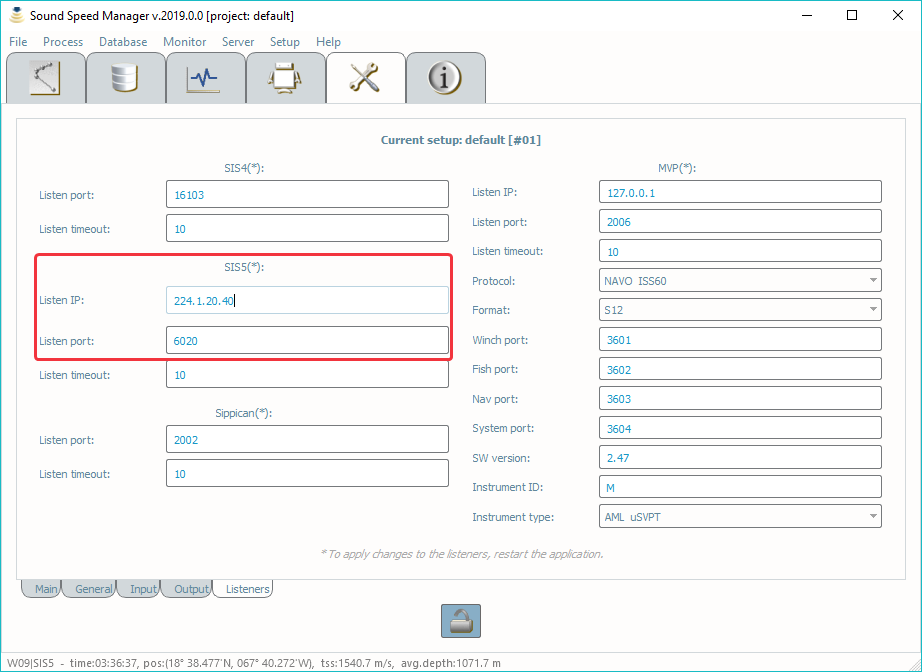 Sound Speed Manager v.2019.0.0 [project: default]
File Process Database Monitor Server Setup Help
Current setup: default [#01]
SIS4(*):
Listen port: 16103
Listen timeout: 10
SIS5(*):
Listen IP: 224.1.20.40
Listen port: 6020
Listen timeout: 10
Sippican(*):
Listen port: 2002
Listen timeout: 10
MVP(*):
Listen IP: 127.0.0.1
Listen port: 2006
Listen timeout: 10
Protocol: NAVO_ISS60
Format: S12
Winch port: 3601
Fish port: 3602
Nav port: 3603
System port: 3604
SW version: 2.47
Instrument ID: M
Instrument type: AML_uSVPT
*To apply changes to the listeners, restart the application.
Main General Input Output Listeners
W09|SIS5 - time:03:36:37, pos:(18° 38.477'N, 067° 40.272'W), tss:1540.7 m/s, avg.depth:1071.7 m